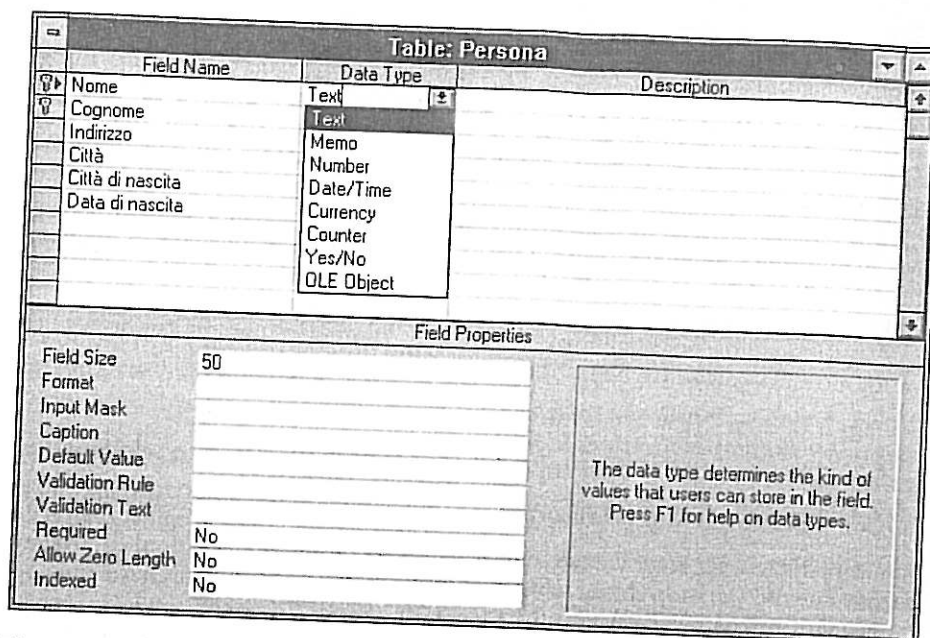 Table: Persona
Field Name Data Type Description
Nome Text
Cognome
Indirizzo
Città
Città di nascita
Data di nascita
Text
Memo
Number
Date/Time
Currency
Counter
Yes/No
OLE Object
Field Properties
Field Size 50
Format
Input Mask
Caption
Default Value
Validation Rule
Validation Text
Required No
Allow Zero Length No
Indexed No
The data type determines the kind of
values that users can store in the field.
Press F1 for help on data types.